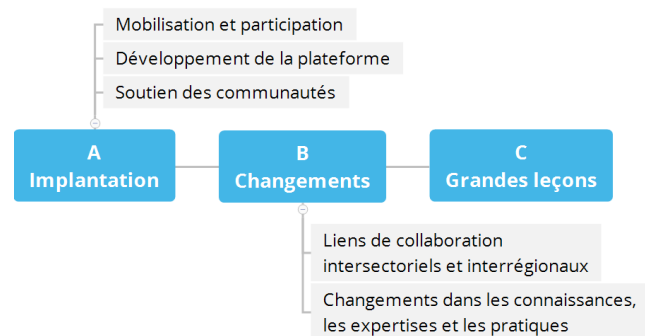 Mobilisation et participation
Développement de la plateforme
Soutien des communautés
A
Implantation
B
Changements
C
Grandes leçons
Liens de collaboration
intersectoriels et interrégionaux
Changements dans les connaissances,
les expertises et les pratiques